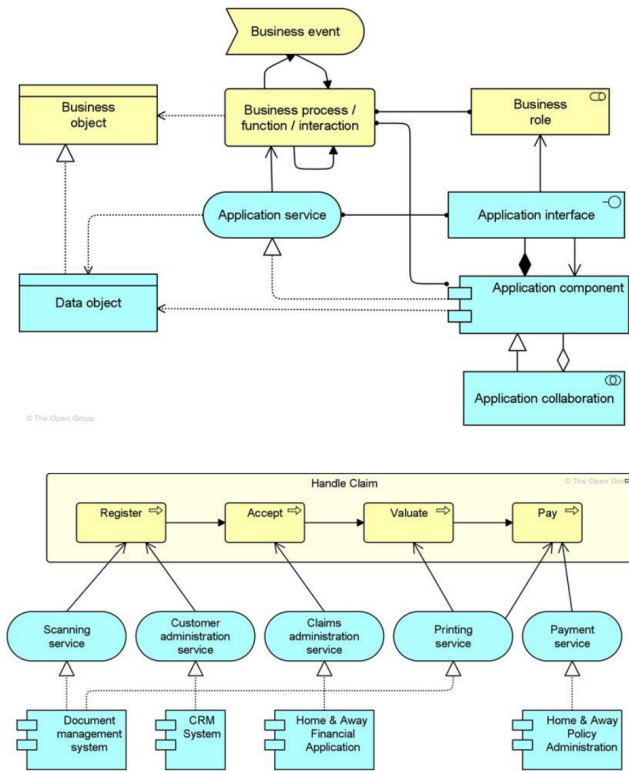 Business event
Business
object
Business process /
function / interaction
Business
role
Application service
Application interface
Data object
Application component
Application collaboration
© The Open Group
Handle Claim
© The Open Gro
Register
Accept
Valuate
Pay
Scanning
service
Customer
administration
service
Claims
administration
service
Printing
service
Payment
service
Document
management
system
CRM
System
Home & Away
Financial
Application
Home & Away
Policy
Administration